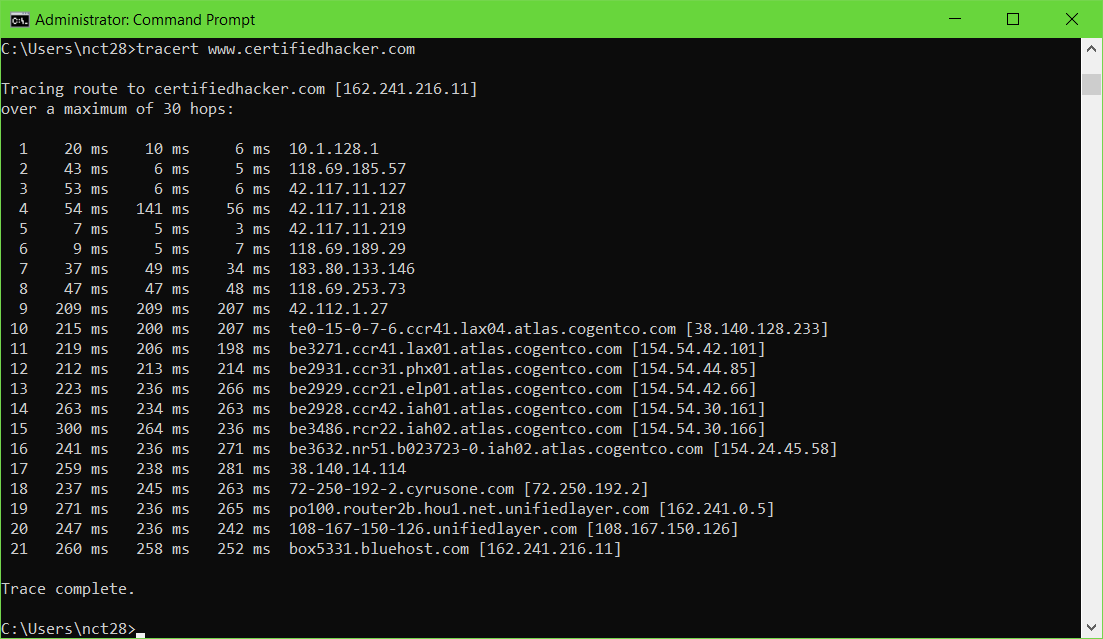 Administrator: Command Prompt
C:\Users\nct28>tracert www.certifiedhacker.com
Tracing route to certifiedhacker.com [162.241.216.11]
over a maximum of 30 hops:
1 20 ms 10 ms 6 ms 10.1.128.1
2 43 ms 6 ms 5 ms 118.69.185.57
3 53 ms 6 ms 6 ms 42.117.11.127
4 54 ms 141 ms 56 ms 42.117.11.218
5 7 ms 5 ms 3 ms 42.117.11.219
6 9 ms 5 ms 7 ms 118.69.189.29
7 37 ms 49 ms 34 ms 183.80.133.146
8 47 ms 47 ms 48 ms 118.69.253.73
9 209 ms 209 ms 207 ms 42.112.1.27
10 215 ms 200 ms 207 ms te0-15-0-7-6.ccr41.lax04.atlas.cogentco.com [38.140.128.233]
11 219 ms 206 ms 198 ms be3271.ccr41.lax01.atlas.cogentco.com [154.54.42.101]
12 212 ms 213 ms 214 ms be2931.ccr31.phx01.atlas.cogentco.com [154.54.44.85]
13 223 ms 236 ms 266 ms be2929.ccr21.elp01.atlas.cogentco.com [154.54.42.66]
14 263 ms 234 ms 263 ms be2928.ccr42.iah01.atlas.cogentco.com [154.54.30.161]
15 300 ms 264 ms 236 ms be3486.rcr22.iah02.atlas.cogentco.com [154.54.30.166]
16 241 ms 236 ms 271 ms be3632.nr51.b023723-0.iah02.atlas.cogentco.com [154.24.45.58]
17 259 ms 238 ms 281 ms 38.140.14.114
18 237 ms 245 ms 263 ms 72-250-192-2.cyrusone.com [72.250.192.2]
19 271 ms 236 ms 265 ms po100.router2b.hou1.net.unifiedlayer.com [162.241.0.5]
20 247 ms 236 ms 242 ms 108-167-150-126.unifiedlayer.com [108.167.150.126]
21 260 ms 258 ms 252 ms box5331.bluehost.com [162.241.216.11]
Trace complete.
C:\Users\nct28>